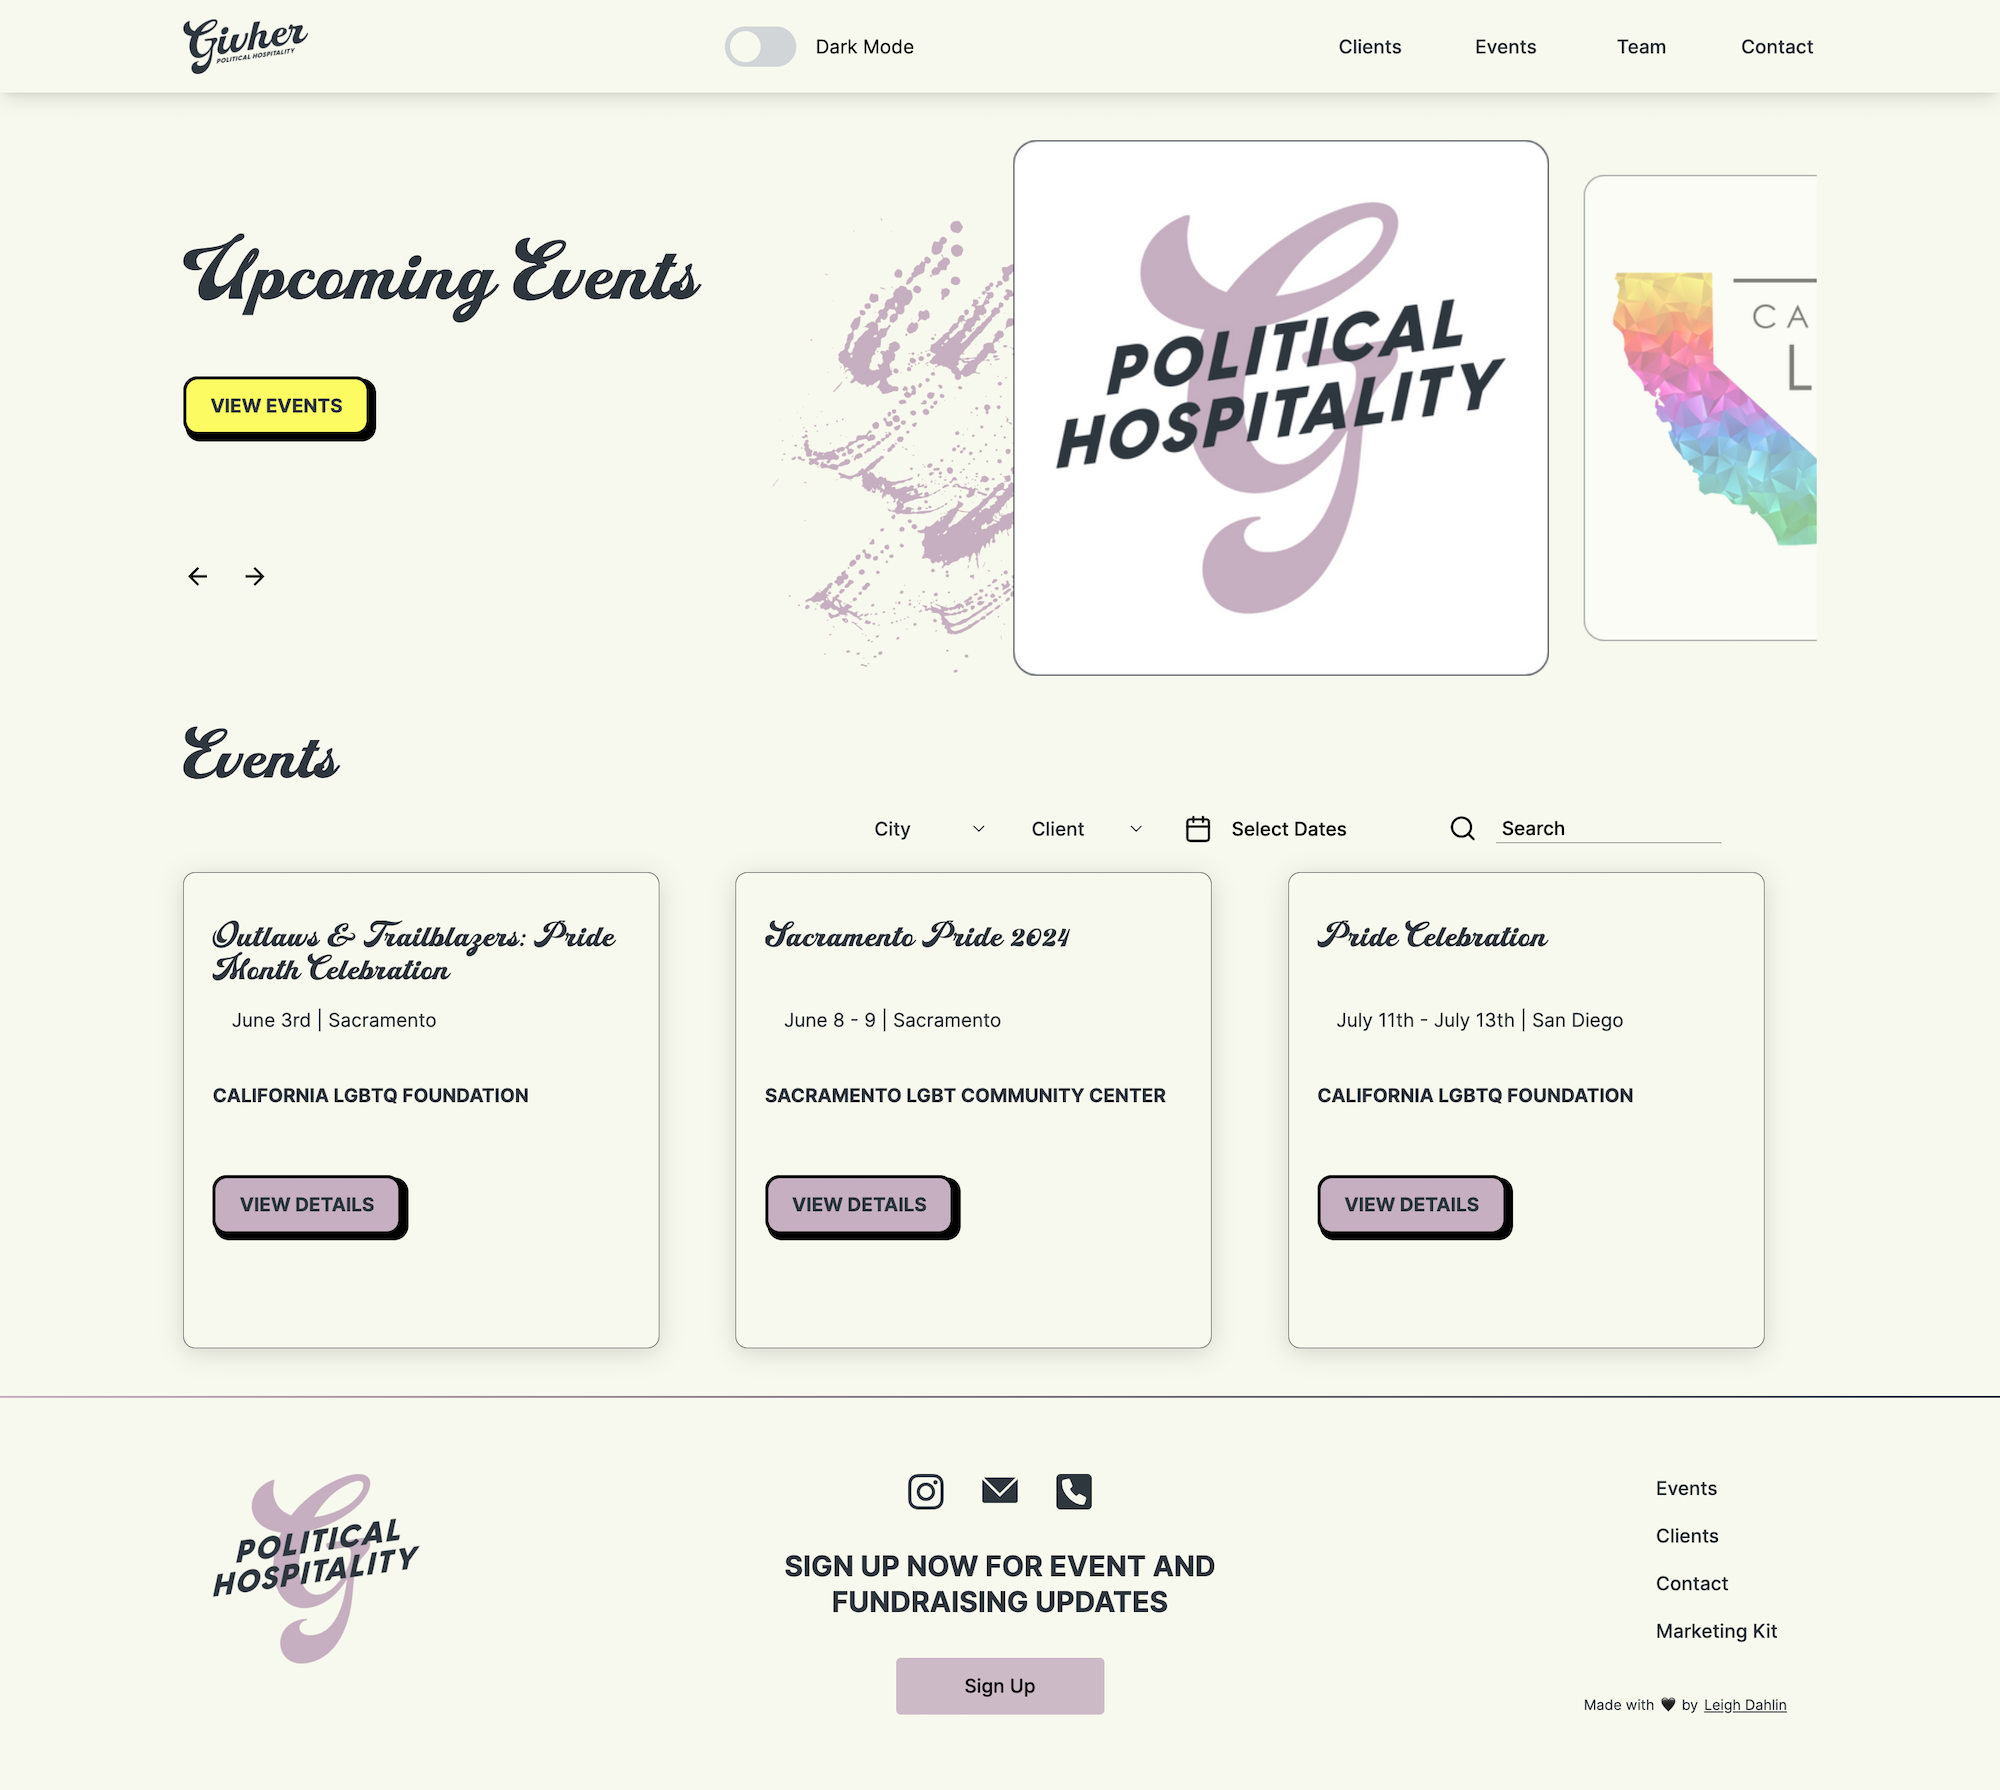 Givher
POLITICAL HOSPITALITY
Dark Mode
Clients
Events
Team
Contact
Upcoming Events
VIEW EVENTS
POLITICAL
HOSPITALITY
CA
L
Events
City
Client
Select Dates
Search
Outlaws & Trailblazers: Pride
Month Celebration
June 3rd | Sacramento
CALIFORNIA LGBTQ FOUNDATION
VIEW DETAILS
Sacramento Pride 2024
June 8 - 9 | Sacramento
SACRAMENTO LGBT COMMUNITY CENTER
VIEW DETAILS
Pride Celebration
July 11th - July 13th | San Diego
CALIFORNIA LGBTQ FOUNDATION
VIEW DETAILS
POLITICAL
HOSPITALITY
SIGN UP NOW FOR EVENT AND
FUNDRAISING UPDATES
Sign Up
Events
Clients
Contact
Marketing Kit
Made with 🖤 by Leigh Dahlin